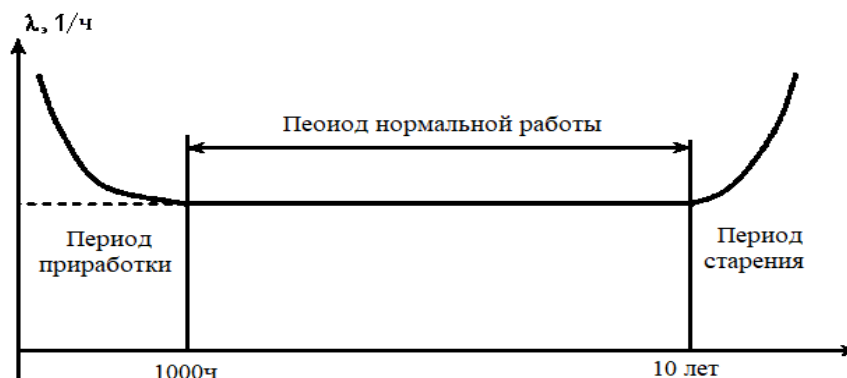 λ, 1/ч
Пеоиод нормальной работы
Период
приработки
Период
старения
1000ч
10 лет